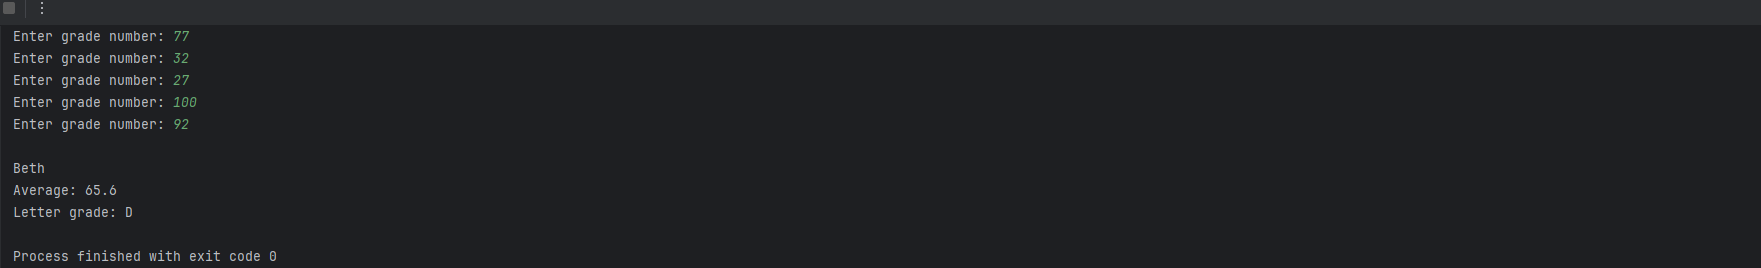 Enter grade number: 77
Enter grade number: 32
Enter grade number: 27
Enter grade number: 100
Enter grade number: 92
Beth
Average: 65.6
Letter grade: D
Process finished with exit code 0